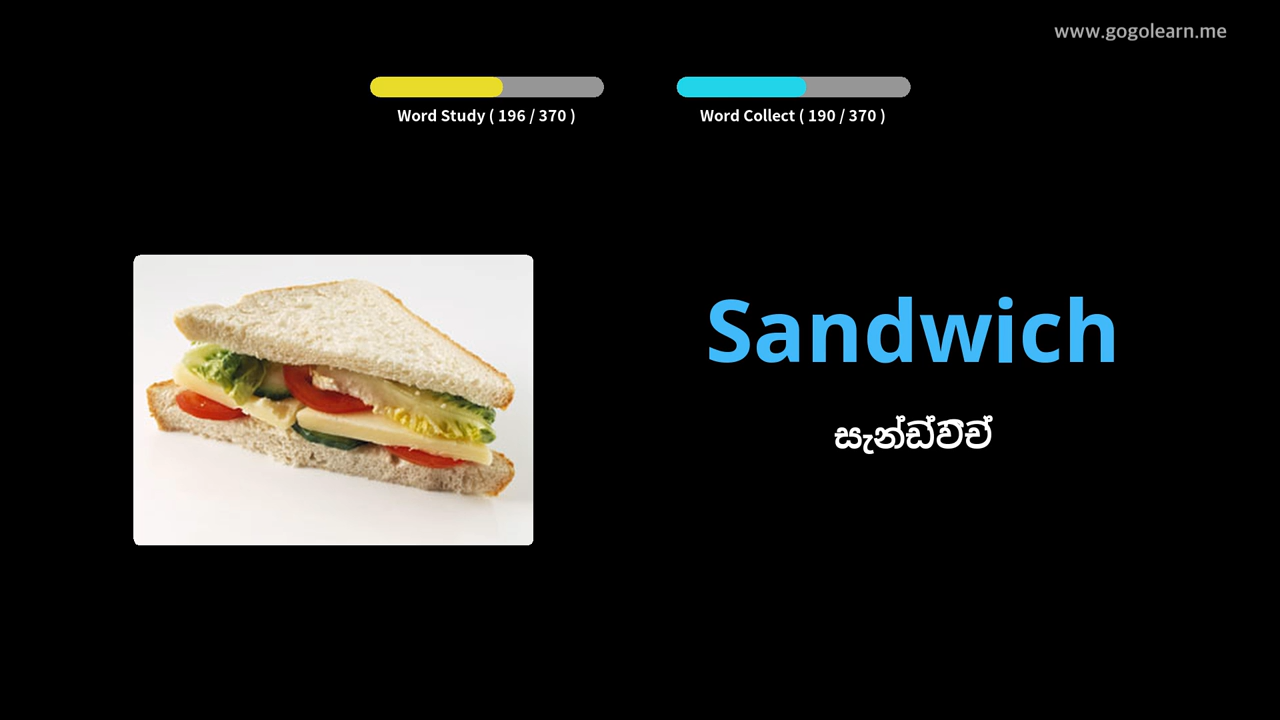 www.gogolearn.me
Word Study ( 196 / 370 )
Word Collect ( 190 / 370 )
Sandwich
සැන්ඩ්විච්